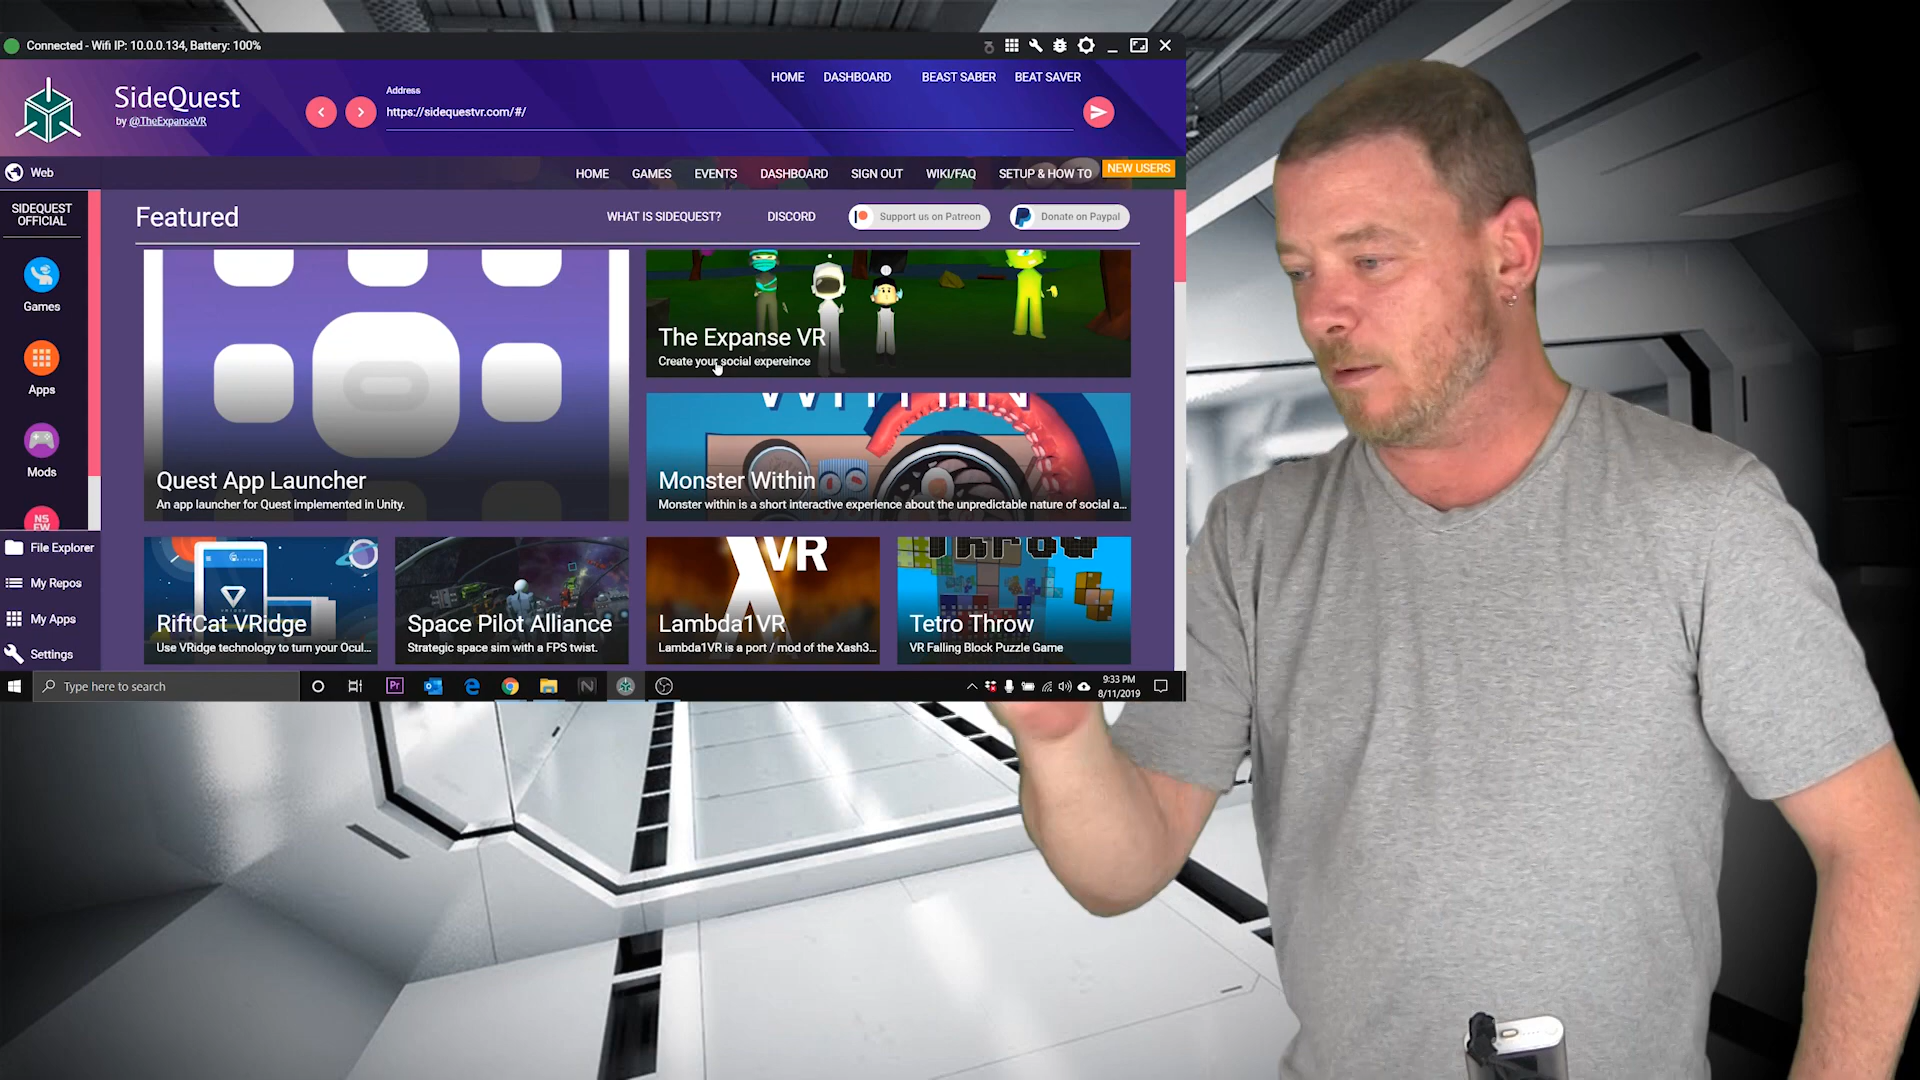 Connected - Wifi IP: 10.0.0.134, Battery: 100%
HOME DASHBOARD BEAST SABER BEAT SAVER
SideQuest
by @TheExpanseVR
Address
https://sidequestvr.com/#/
Web
HOME GAMES EVENTS DASHBOARD SIGN OUT WIKI/FAQ SETUP & HOW TO NEW USERS
SIDEQUEST
OFFICIAL
Games
Apps
Mods
NS
FW
File Explorer
My Repos
My Apps
Settings
Featured WHAT IS SIDEQUEST? DISCORD Support us on Patreon Donate on Paypal
Quest App Launcher
An app launcher for Quest implemented in Unity.
The Expanse VR
Create your social expereince
WITHIN
Monster Within
Monster within is a short interactive experience about the unpredictable nature of social a...
RiftCat VRidge
Use VRidge technology to turn your Ocul...
Space Pilot Alliance
Strategic space sim with a FPS twist.
VR
Lambda1VR
Lambda1VR is a port / mod of the Xash3...
THROW
Tetro Throw
VR Falling Block Puzzle Game
Type here to search
Pr
N
9:33 PM
8/11/2019